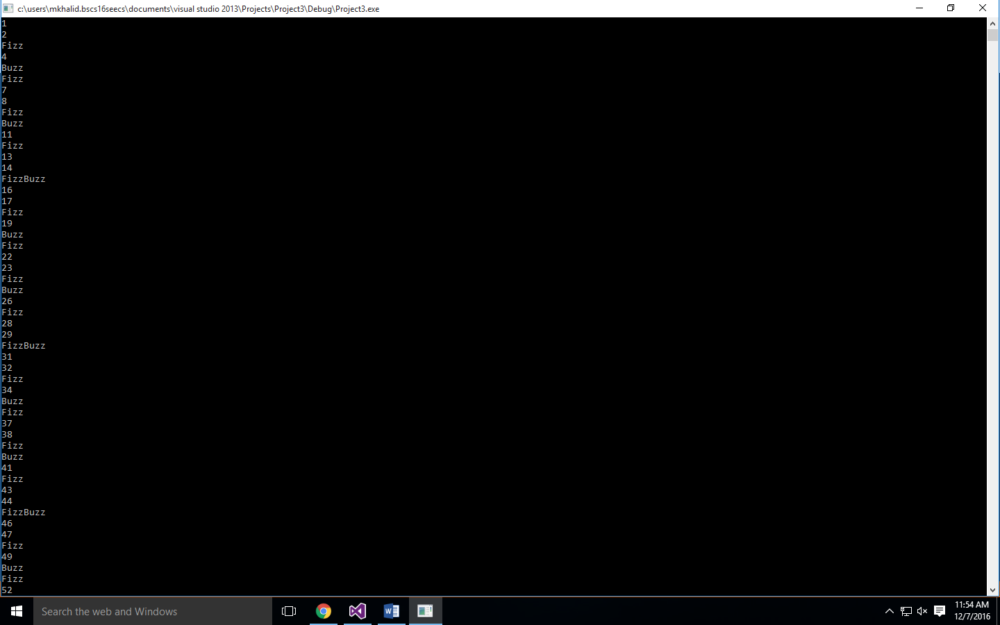 c:\users\mkhalid.bscs16seecs\documents\visual studio 2013\Projects\Project3\Debug\Project3.exe
1
2
Fizz
4
Buzz
Fizz
7
8
Fizz
Buzz
11
Fizz
13
14
FizzBuzz
16
17
Fizz
19
Buzz
Fizz
22
23
Fizz
Buzz
26
Fizz
28
29
FizzBuzz
31
32
Fizz
34
Buzz
Fizz
37
38
Fizz
Buzz
41
Fizz
43
44
FizzBuzz
46
47
Fizz
49
Buzz
Fizz
52
Search the web and Windows
11:54 AM
12/7/2016